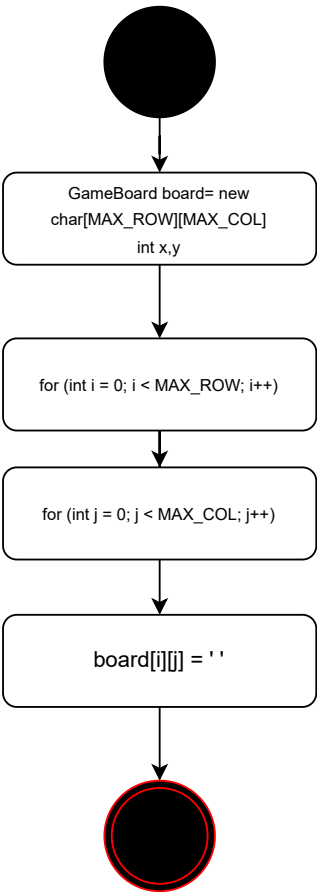 GameBoard board= new
char[MAX_ROW][MAX_COL]
int x,y
for (int i = 0; i < MAX_ROW; i++)
for (int j = 0; j < MAX_COL; j++)
board[i][j] = ' '